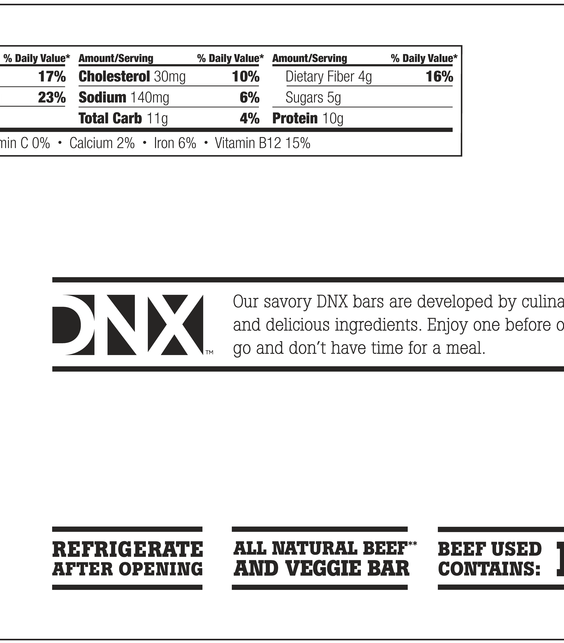 % Daily Value* Amount/Serving % Daily Value* Amount/Serving % Daily Value*
17% Cholesterol 30mg 10% Dietary Fiber 4g 16%
23% Sodium 140mg 6% Sugars 5g
Total Carb 11g 4% Protein 10g
C 0% • Calcium 2% • Iron 6% • Vitamin B12 15%
DNX™
Our savory DNX bars are developed by
and delicious ingredients. Enjoy one before
go and don't have time for a meal.
REFRIGERATE
AFTER OPENING
ALL NATURAL BEEF**
AND VEGGIE BAR
BEEF USED
CONTAINS: